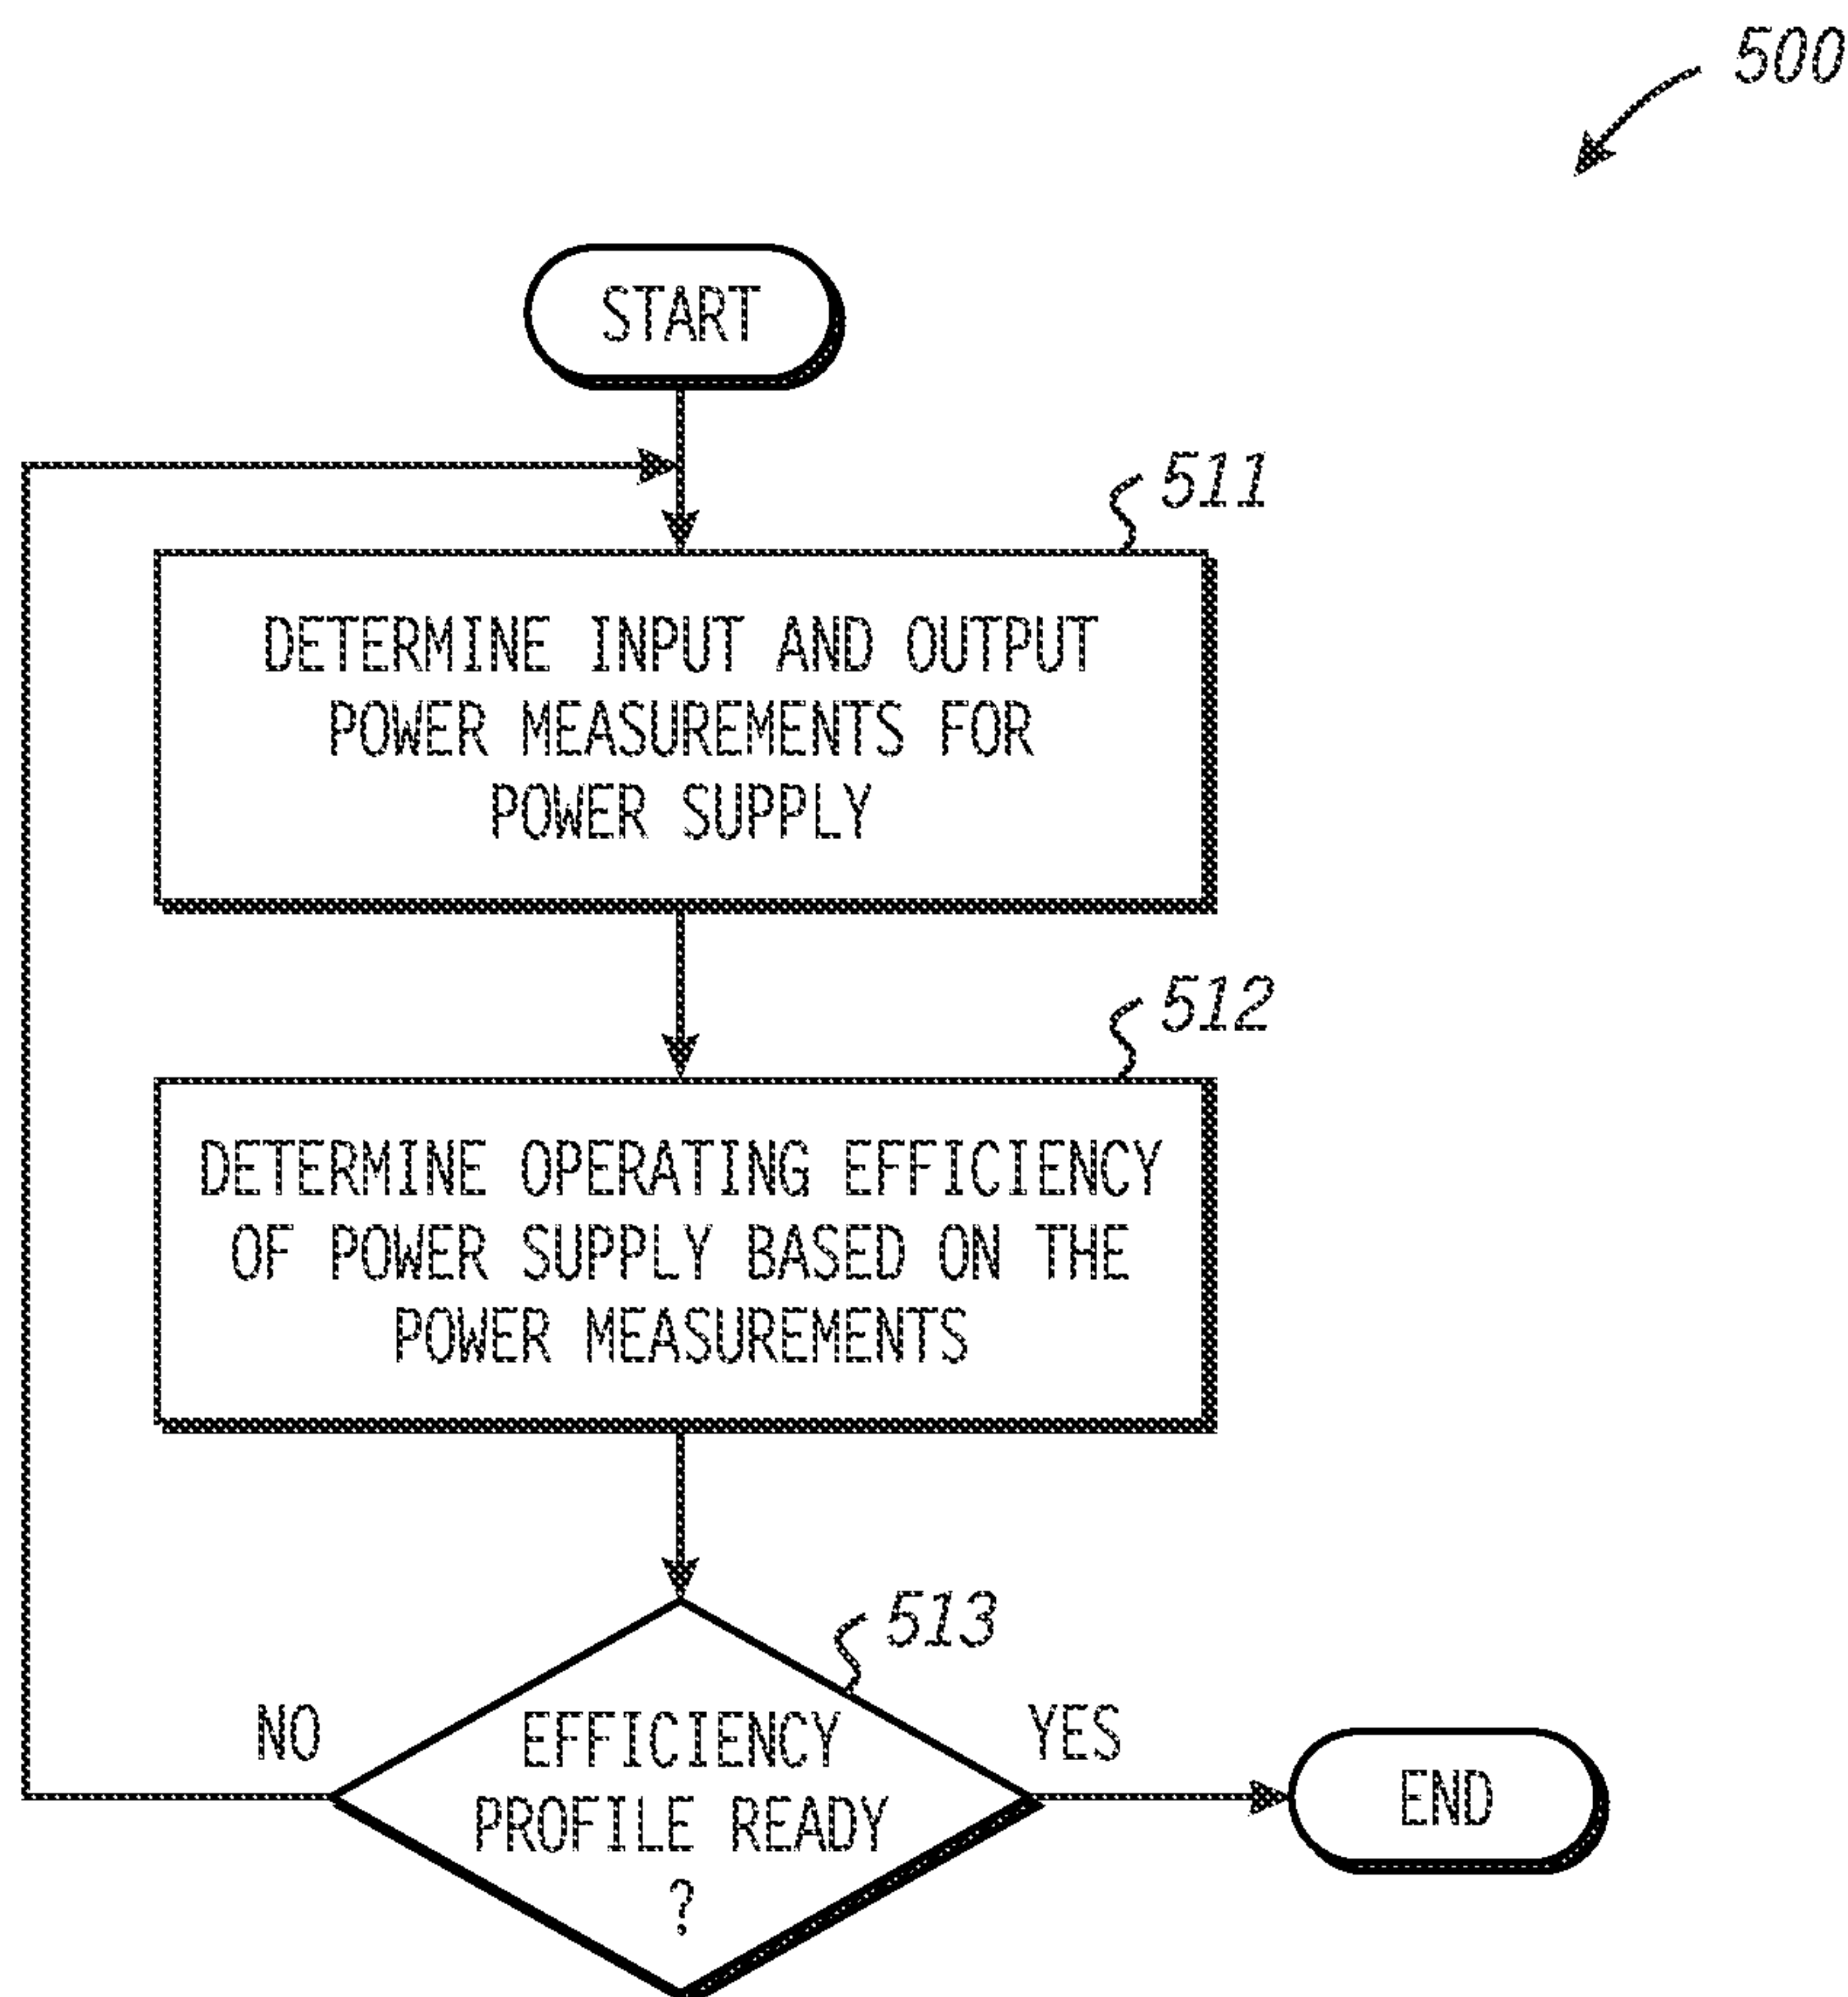 500
START
511
DETERMINE INPUT AND OUTPUT
POWER MEASUREMENTS FOR
POWER SUPPLY
512
DETERMINE OPERATING EFFICIENCY
OF POWER SUPPLY BASED ON THE
POWER MEASUREMENTS
513
NO
EFFICIENCY
PROFILE READY
?
YES
END